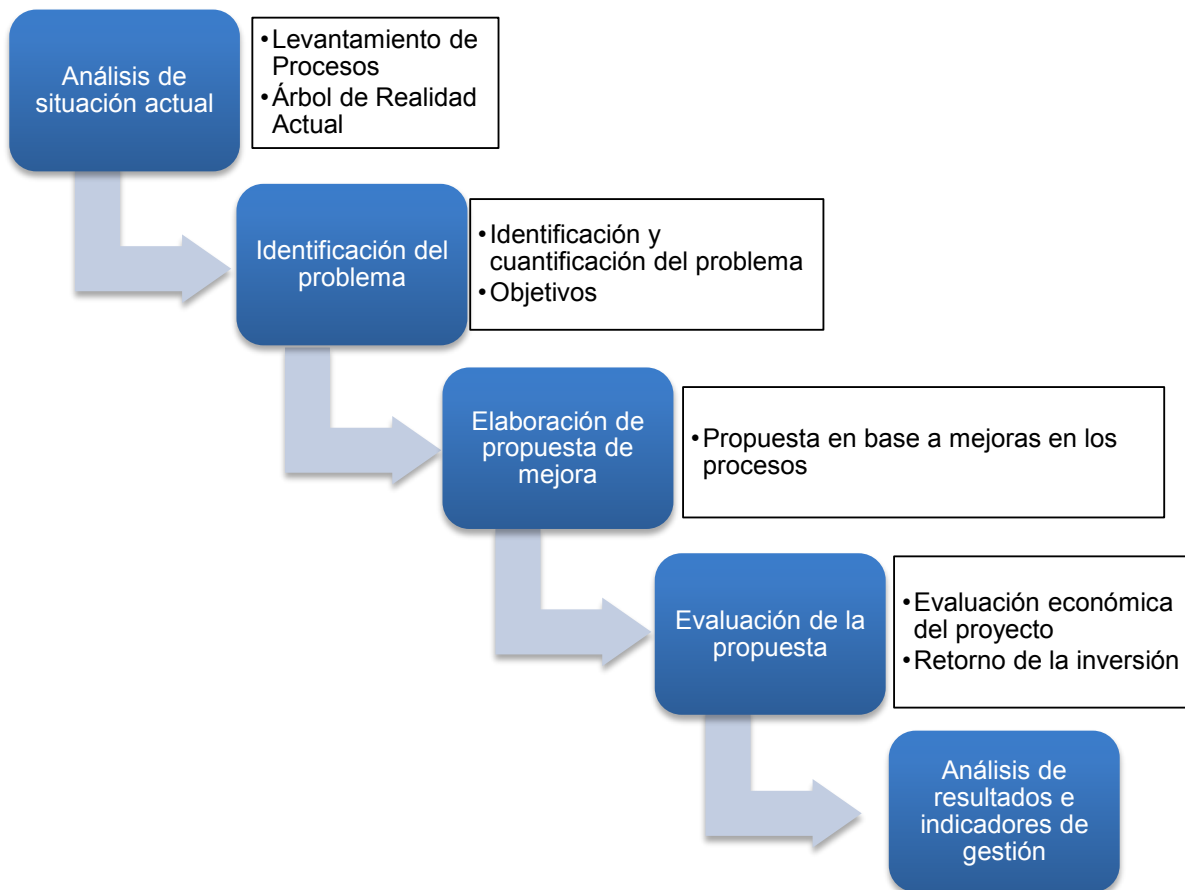 Análisis de
situación actual
•Levantamiento de
Procesos
•Árbol de Realidad
Actual
Identificación del
problema
•Identificación y
cuantificación del problema
•Objetivos
Elaboración de
propuesta de
mejora
•Propuesta en base a mejoras en los
procesos
Evaluación de la
propuesta
•Evaluación económica
del proyecto
•Retorno de la inversión
Análisis de
resultados e
indicadores de
gestión